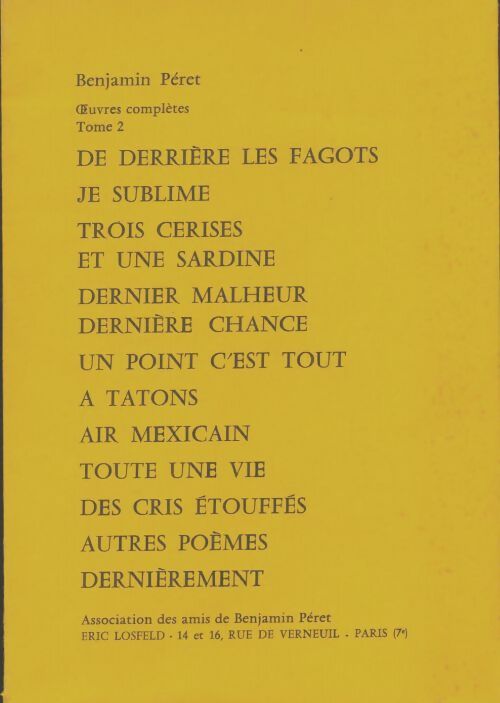 Benjamin Péret
Œuvres complètes
Tome 2
DE DERRIÈRE LES FAGOTS
JE SUBLIME
TROIS CERISES
ET UNE SARDINE
DERNIER MALHEUR
DERNIÈRE CHANCE
UN POINT C'EST TOUT
A TATONS
AIR MEXICAIN
TOUTE UNE VIE
DES CRIS ÉTOUFFÉS
AUTRES POÈMES
DERNIÈREMENT
Association des amis de Benjamin Péret
ERIC LOSFELD - 14 et 16, RUE DE VERNEUIL - PARIS (7e)